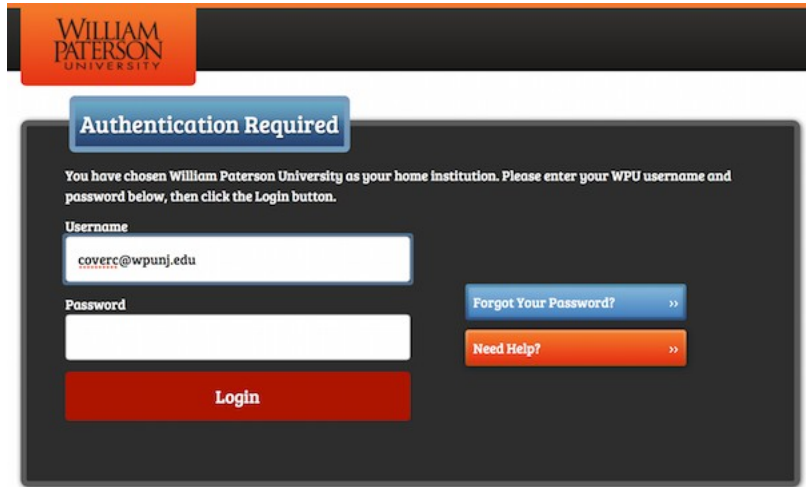 WILLIAM
PATERSON
UNIVERSITY
Authentication Required
You have chosen William Paterson University as your home institution. Please enter your WPU username and
password below, then click the Login button.
Username
coverc@wpunj.edu
Password
Forgot Your Password? »
Need Help? »
Login